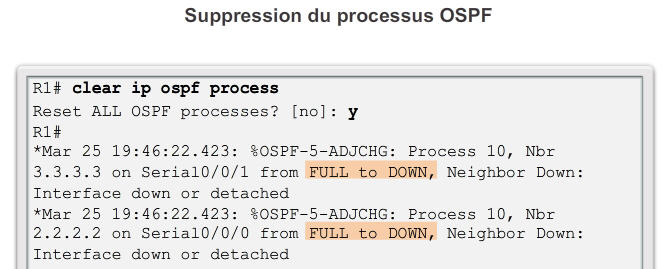 Suppression du processus OSPF
R1# clear ip ospf process
Reset ALL OSPF processes? [no]: y
R1#
*Mar 25 19:46:22.423: %OSPF-5-ADJCHG: Process 10, Nbr
3.3.3.3 on Serial0/0/1 from FULL to DOWN, Neighbor Down:
Interface down or detached
*Mar 25 19:46:22.423: %OSPF-5-ADJCHG: Process 10, Nbr
2.2.2.2 on Serial0/0/0 from FULL to DOWN, Neighbor Down:
Interface down or detached